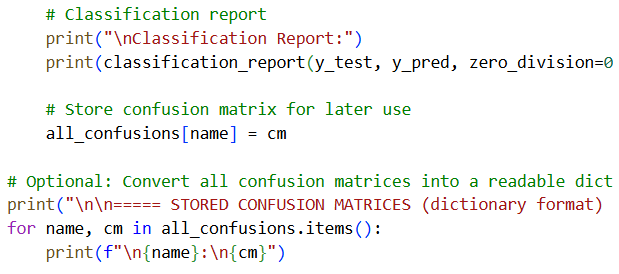 # Classification report
    print("\nClassification Report:")
    print(classification_report(y_test, y_pred, zero_division=0

    # Store confusion matrix for later use
    all_confusions[name] = cm

# Optional: Convert all confusion matrices into a readable dict
print("\n\n===== STORED CONFUSION MATRICES (dictionary format)
for name, cm in all_confusions.items():
    print(f"\n{name}:\n{cm}")